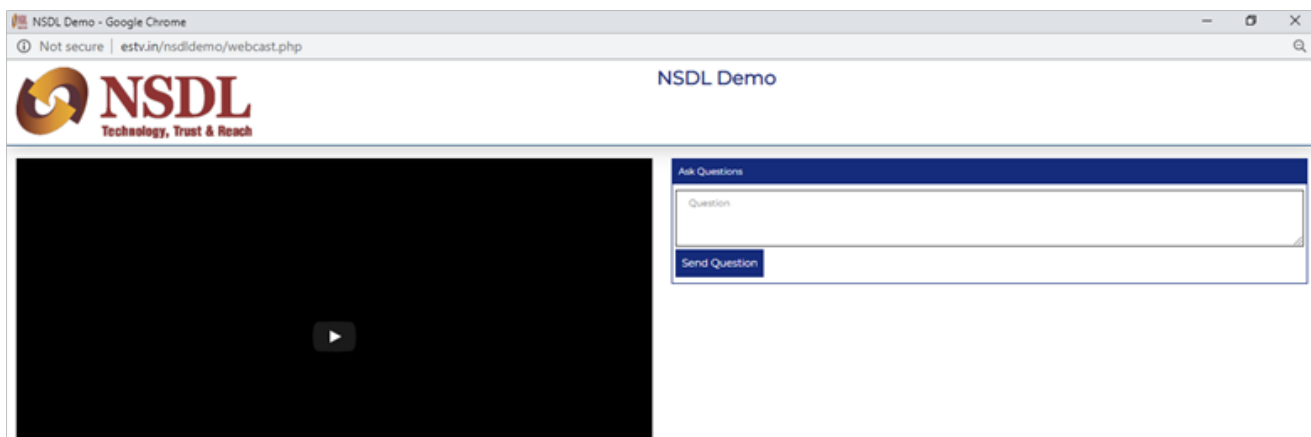 NSDL Demo - Google Chrome
Not secure | estv.in/nsdldemo/webcast.php
NSDL
Technology, Trust & Reach
NSDL Demo
Ask Questions
Question
Send Question